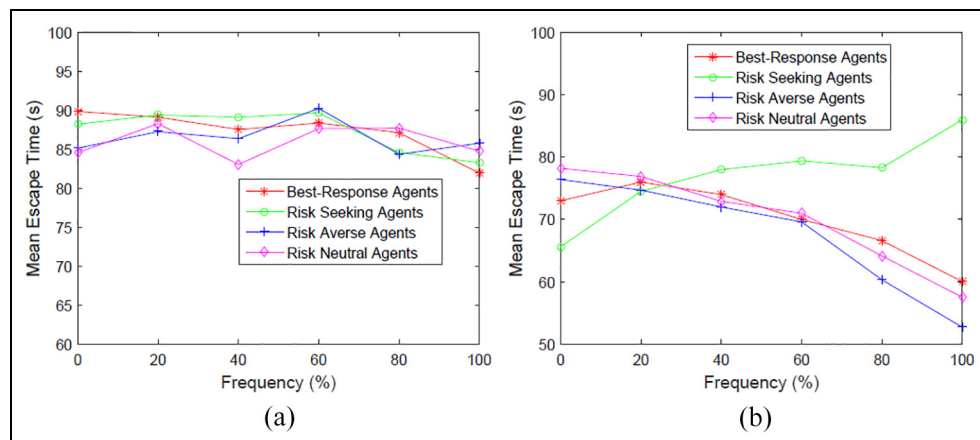 100
95
90
85
80
75
70
65
60
0
20
40
60
80
100
Mean Escape Time (s)
Frequency (%)
Best-Response Agents
Risk Seeking Agents
Risk Averse Agents
Risk Neutral Agents
(a)
100
90
80
70
60
50
0
20
40
60
80
100
Mean Escape Time (s)
Frequency (%)
Best-Response Agents
Risk Seeking Agents
Risk Averse Agents
Risk Neutral Agents
(b)